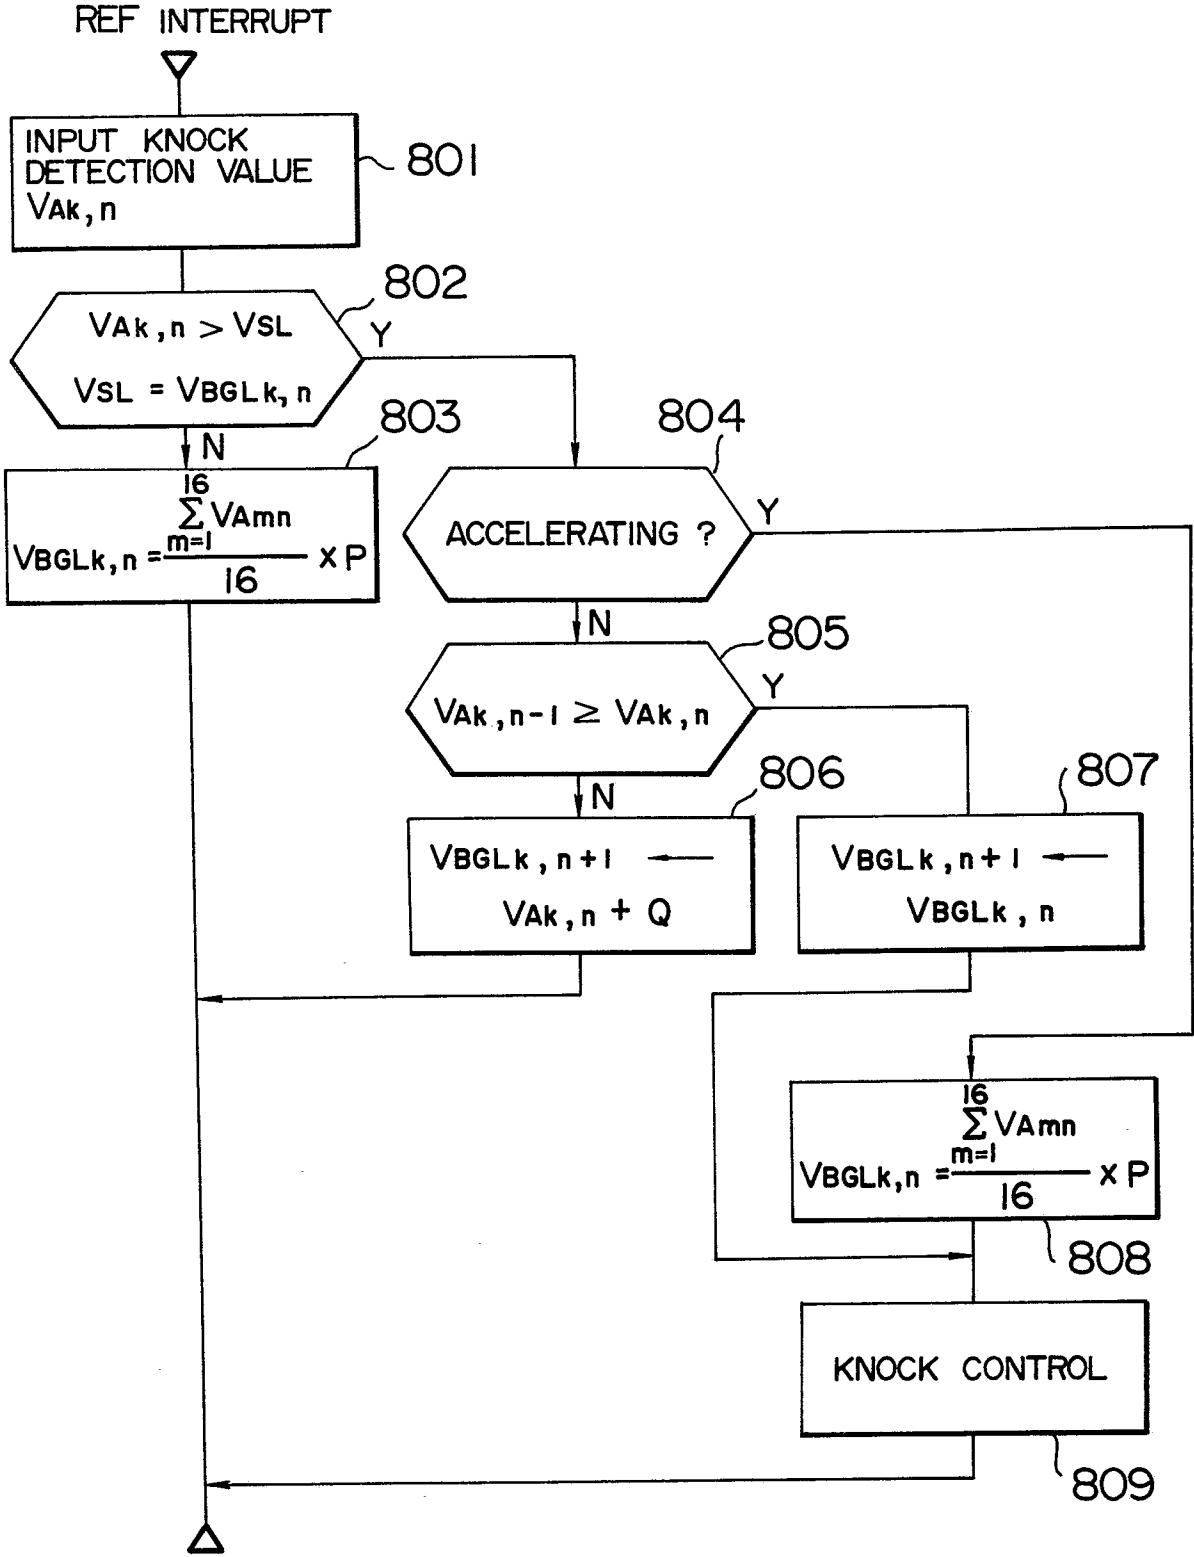 REF INTERRUPT
INPUT KNOCK
DETECTION VALUE
VAk,n
801
802
VAk,n > VSL
VSL = VBGLk,n
Y
N
803
16
Σ VAmn
m=1
VBGLk,n = × P
16
804
ACCELERATING ?
Y
N
805
VAk,n-1 ≥ VAk,n
Y
N
806
VBGLk,n+1 ←
VAk,n + Q
807
VBGLk,n+1 ←
VBGLk,n
16
Σ VAmn
m=1
VBGLk,n = × P
16
808
KNOCK CONTROL
809